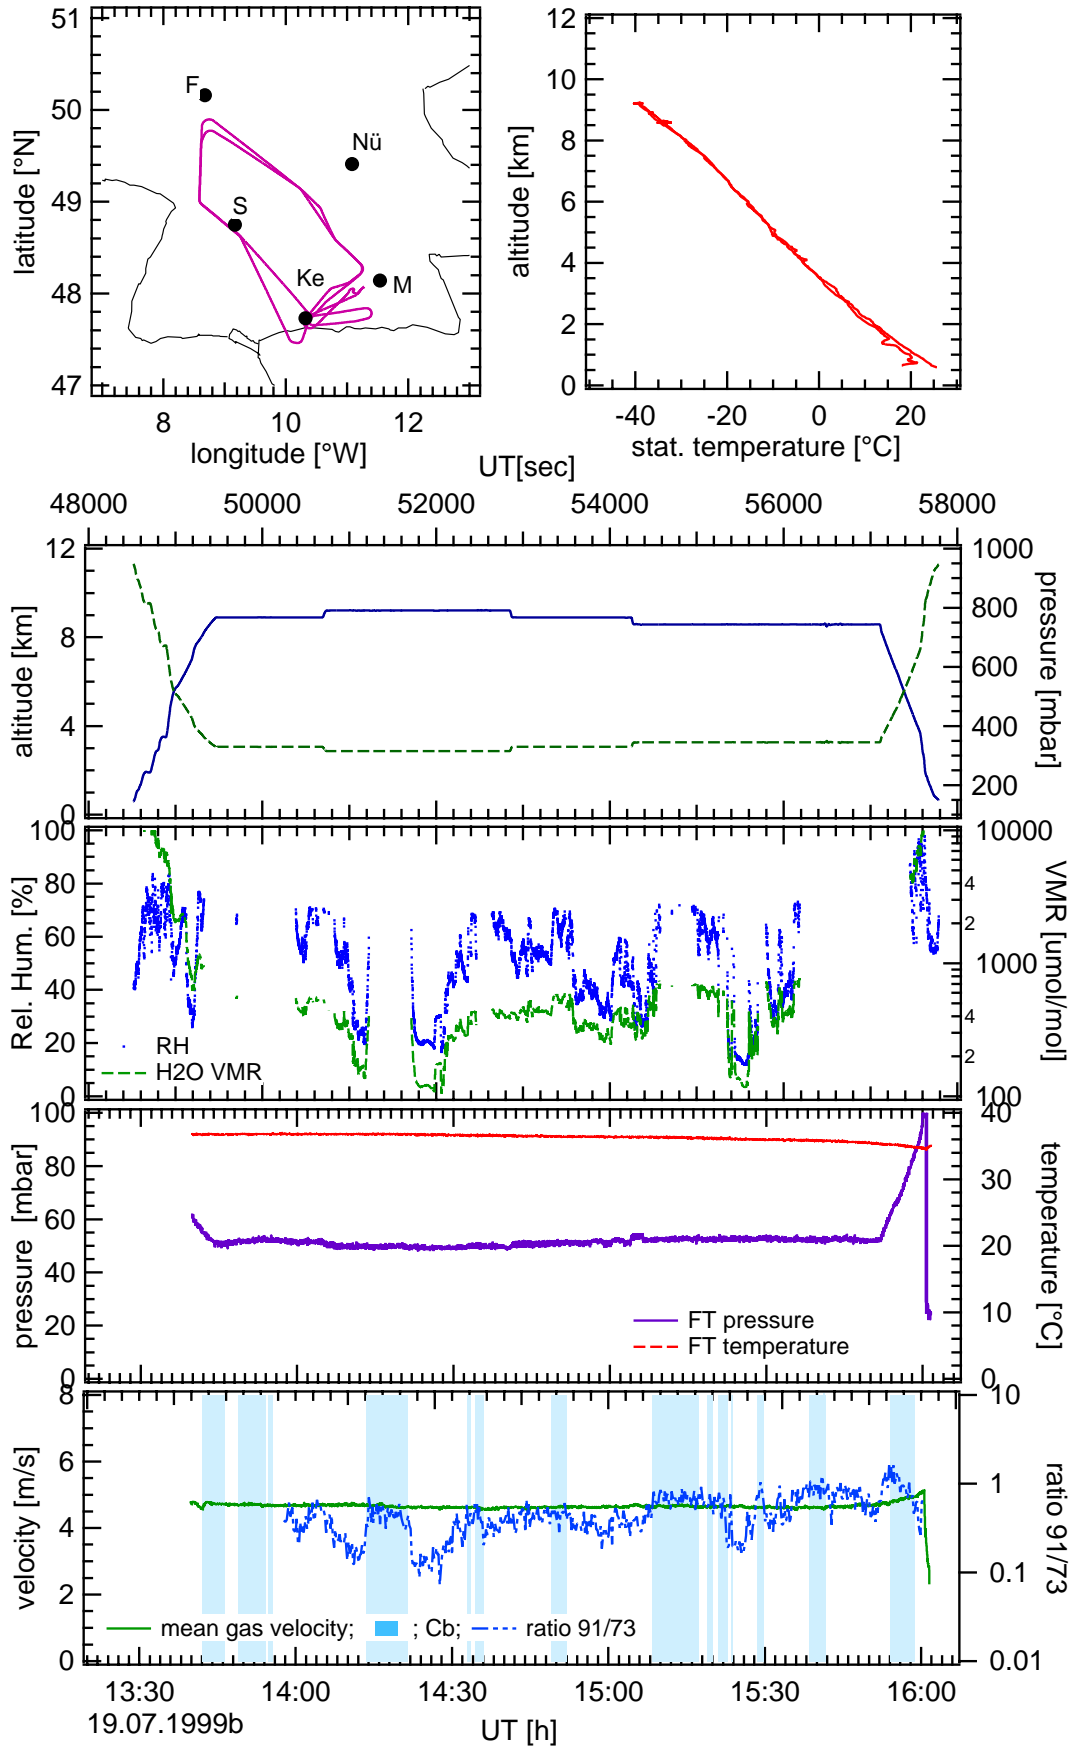 51
50
49
48
47
latitude [°N]
F
Nü
S
Ke
M
8
10
12
longitude [°W]
12
10
8
6
4
2
0
altitude [km]
-40
-20
0
20
stat. temperature [°C]
UT[sec]
48000
50000
52000
54000
56000
58000
12
8
4
0
altitude [km]
1000
800
600
400
200
pressure [mbar]
100
80
60
40
20
0
Rel. Hum. [%]
RH
H2O VMR
10000
4
2
1000
4
2
100
VMR [umol/mol]
100
80
60
40
20
0
pressure [mbar]
FT pressure
FT temperature
40
30
20
10
0
temperature [°C]
8
6
4
2
0
velocity [m/s]
mean gas velocity; ; Cb; ratio 91/73
10
1
0.1
0.01
ratio 91/73
13:30
14:00
14:30
15:00
15:30
16:00
19.07.1999b
UT [h]